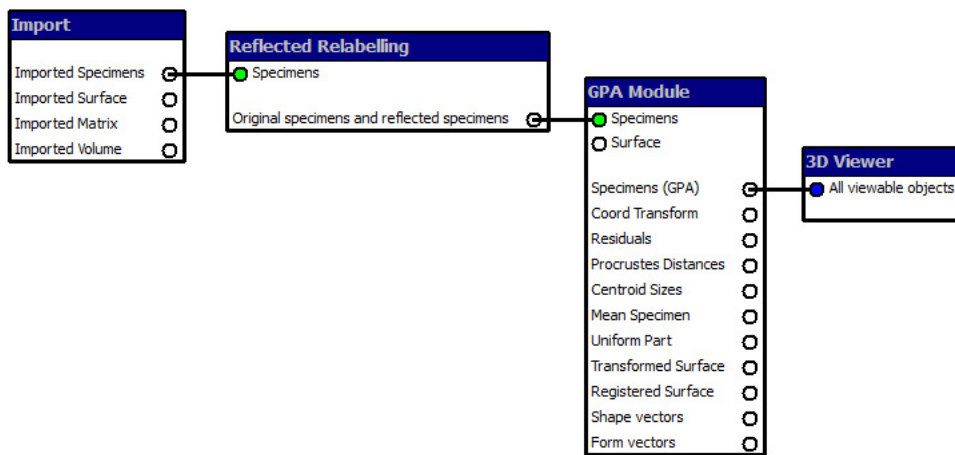 Import
Imported Specimens
Imported Surface
Imported Matrix
Imported Volume
Reflected Relabelling
Specimens
Original specimens and reflected specimens
GPA Module
Specimens
Surface
Specimens (GPA)
Coord Transform
Residuals
Procrustes Distances
Centroid Sizes
Mean Specimen
Uniform Part
Transformed Surface
Registered Surface
Shape vectors
Form vectors
3D Viewer
All viewable objects